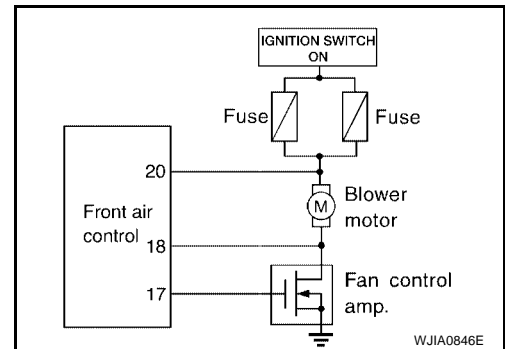 IGNITION SWITCH
ON
Fuse
Fuse
20
Blower
motor
M
Front air
control
18
17
Fan control
amp.
WJIA0846E